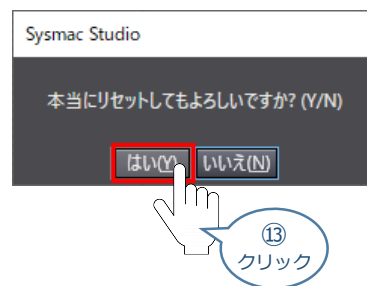 Sysmac Studio
本当にリセットしてもよろしいですか? (Y/N)
はい(Y) いいえ(N)
⑬
クリック